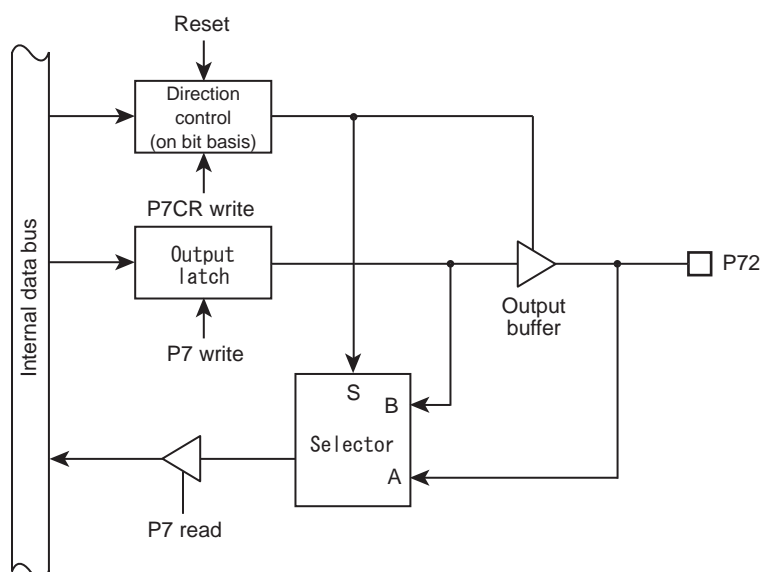 Reset
Direction
control
(on bit basis)
P7CR write
Internal data bus
Output
latch
P7 write
Output
buffer
P72
S
B
Selector
A
P7 read